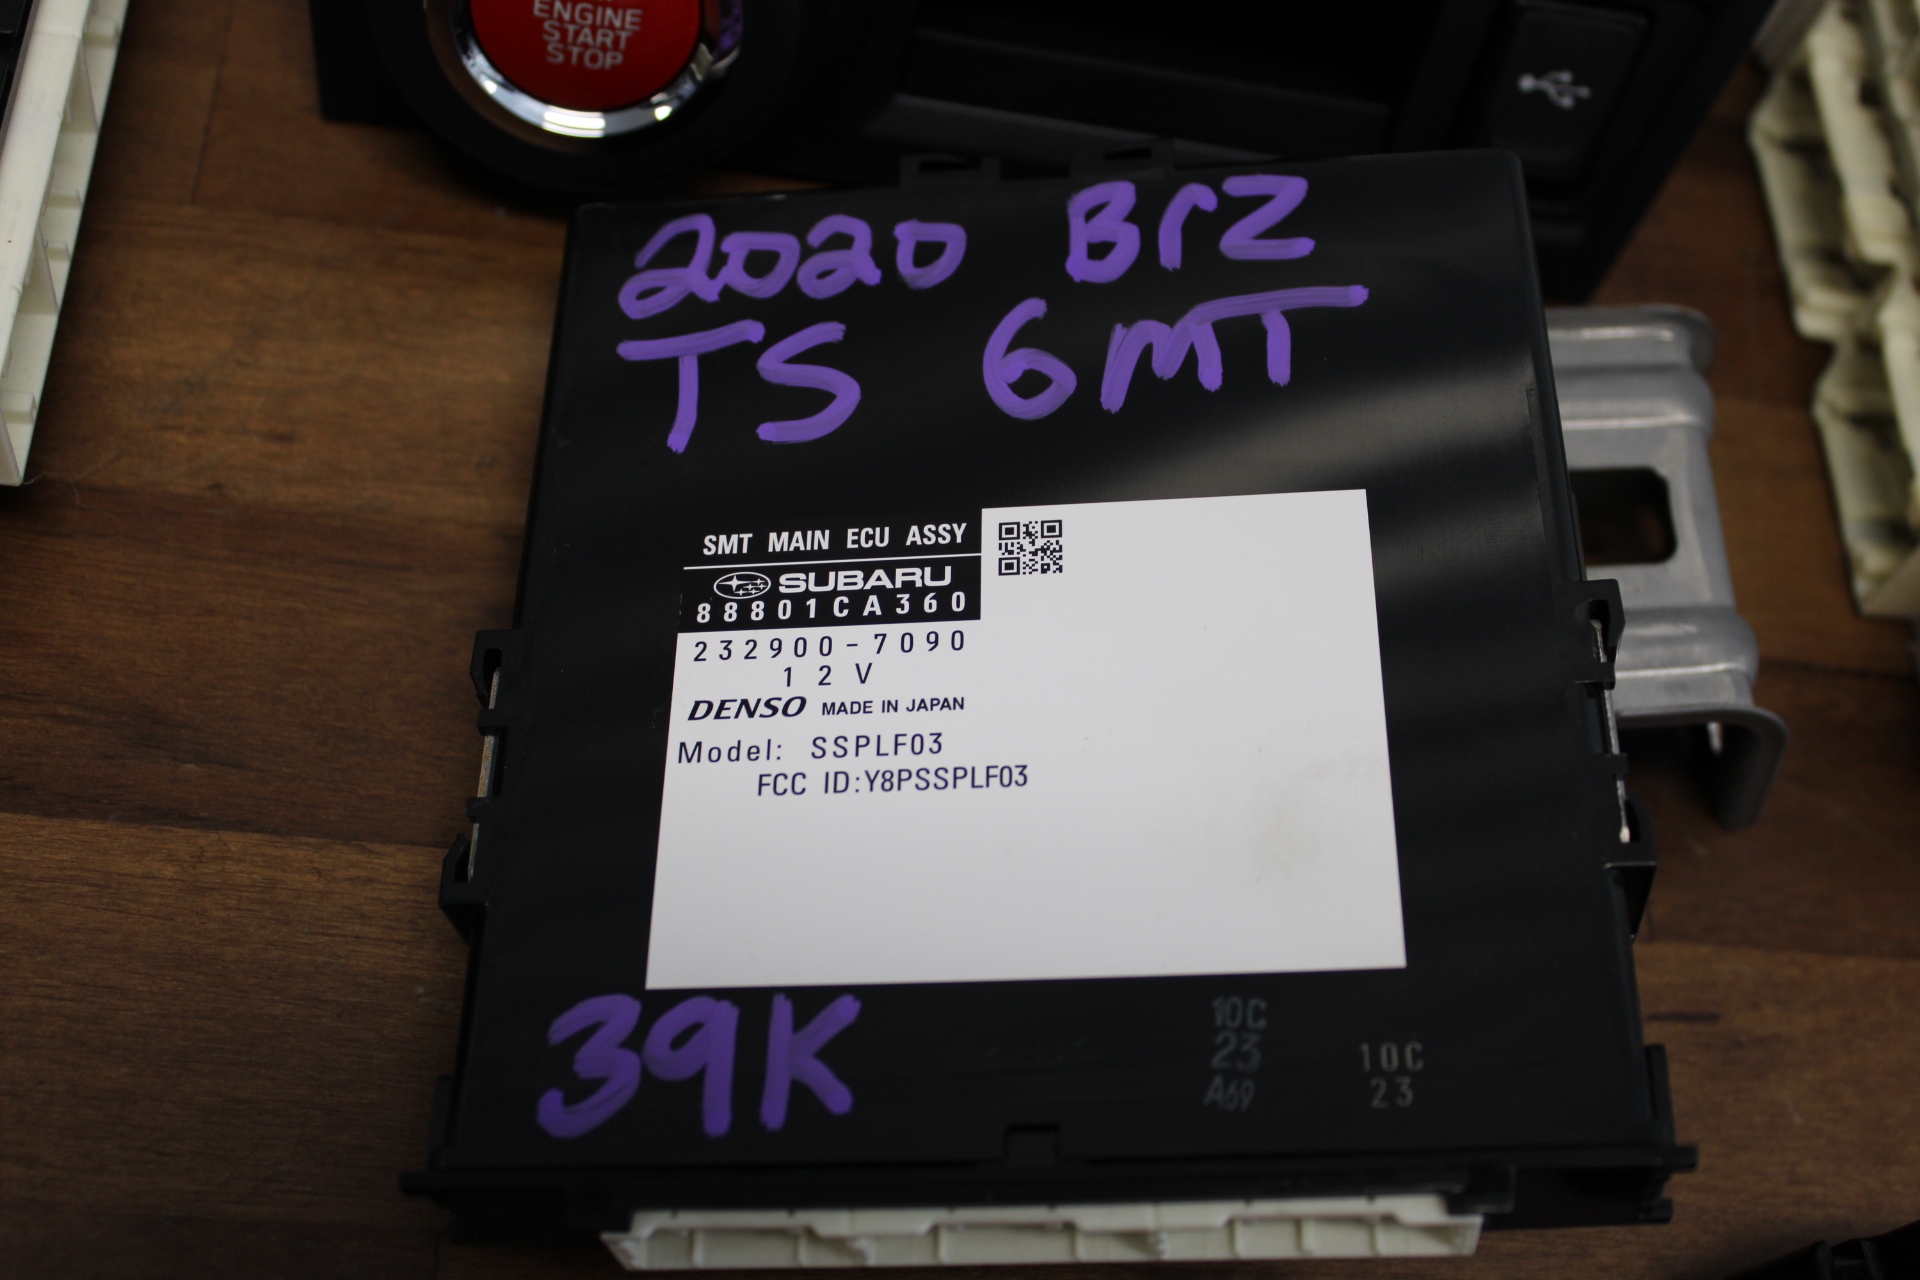 ENGINE
START
STOP
2020 BrZ
TS 6MT
SMT MAIN ECU ASSY
SUBARU
88801CA360
232900-7090
12V
DENSO MADE IN JAPAN
Model: SSPLF03
FCC ID:Y8PSSPLF03
39K
10C
23
A69
10C
23